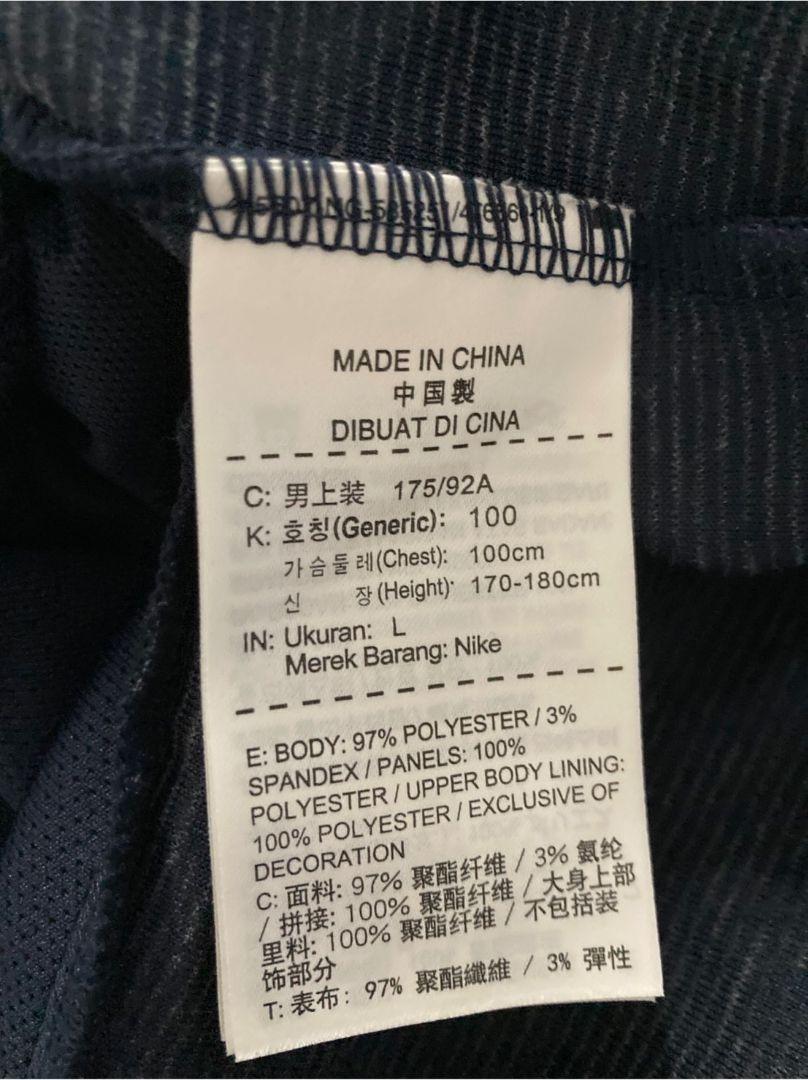 MADE IN CHINA
中国製
DIBUAT DI CINA
C: 男上装 175/92A
K: 호칭(Generic): 100
가슴둘레(Chest): 100cm
신 장(Height): 170-180cm
IN: Ukuran: L
Merek Barang: Nike
E: BODY: 97% POLYESTER / 3%
SPANDEX / PANELS: 100%
POLYESTER / UPPER BODY LINING:
100% POLYESTER / EXCLUSIVE OF
DECORATION
C: 面料: 97% 聚酯纤维 / 3% 氨纶
/ 拼接: 100% 聚酯纤维 / 大身上部
里料: 100% 聚酯纤维 / 不包括装
饰部分
T: 表布: 97% 聚酯纖維 / 3% 彈性